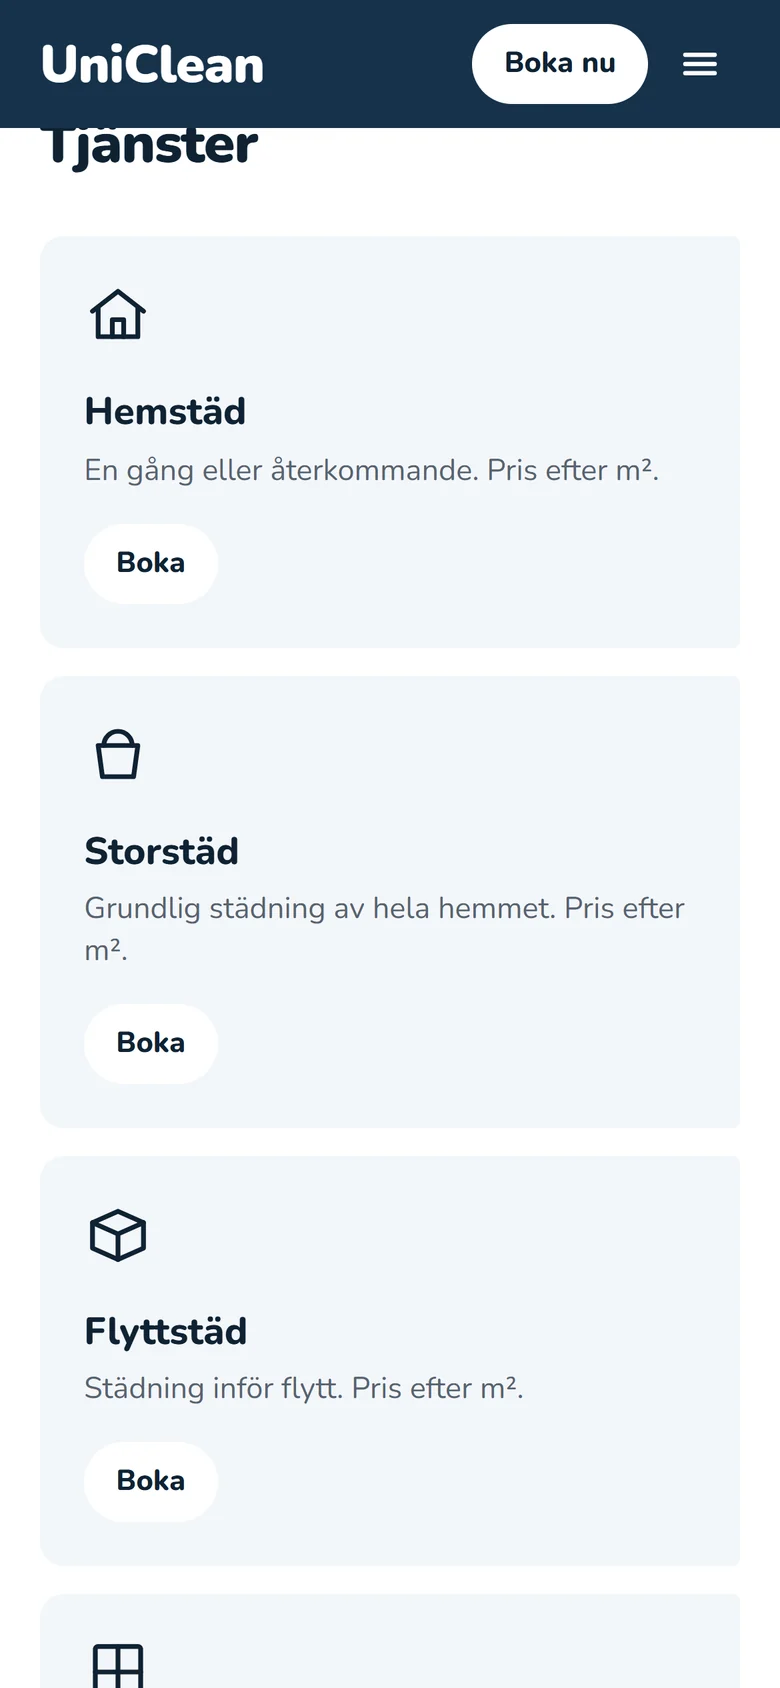 UniClean
Boka nu
Tjänster
Hemstäd
En gång eller återkommande. Pris efter m².
Boka
Storstäd
Grundlig städning av hela hemmet. Pris efter
m².
Boka
Flyttstäd
Städning inför flytt. Pris efter m².
Boka